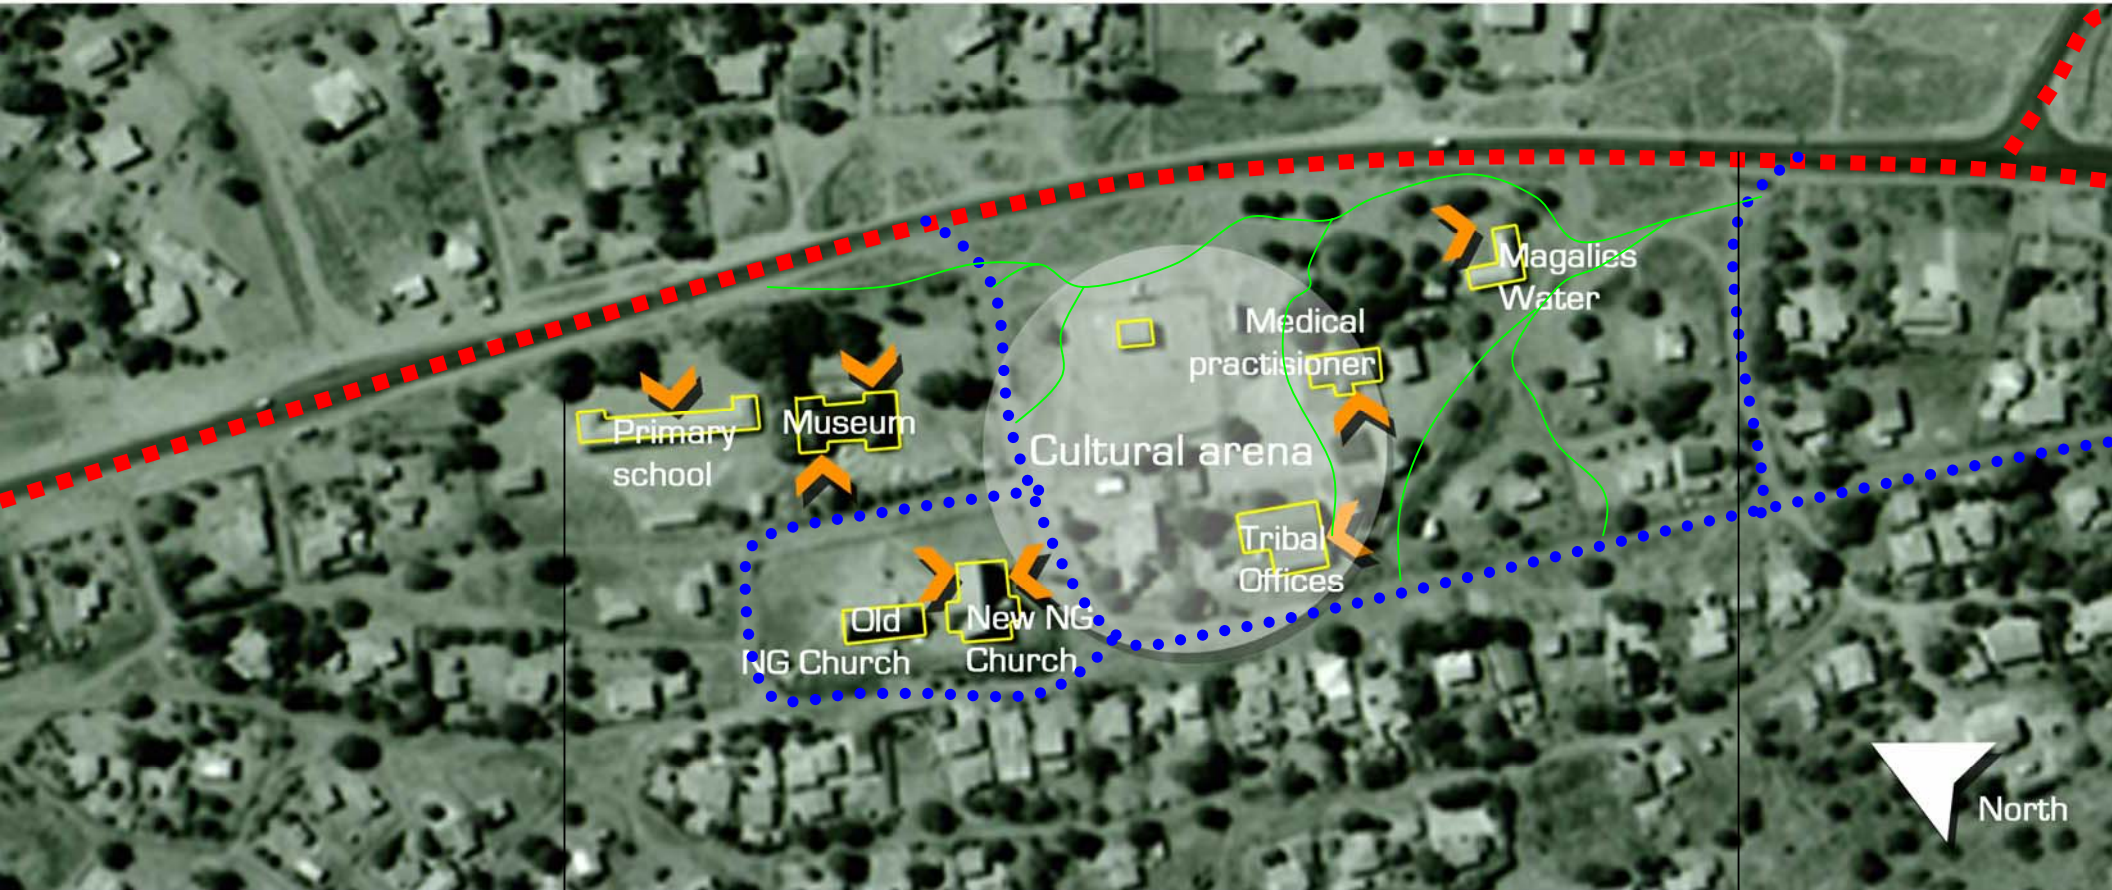 Magalies
Water
Medical
practisioner
Primary
school
Museum
Cultural arena
Tribal
Offices
Old
NG Church
New NG
Church
North